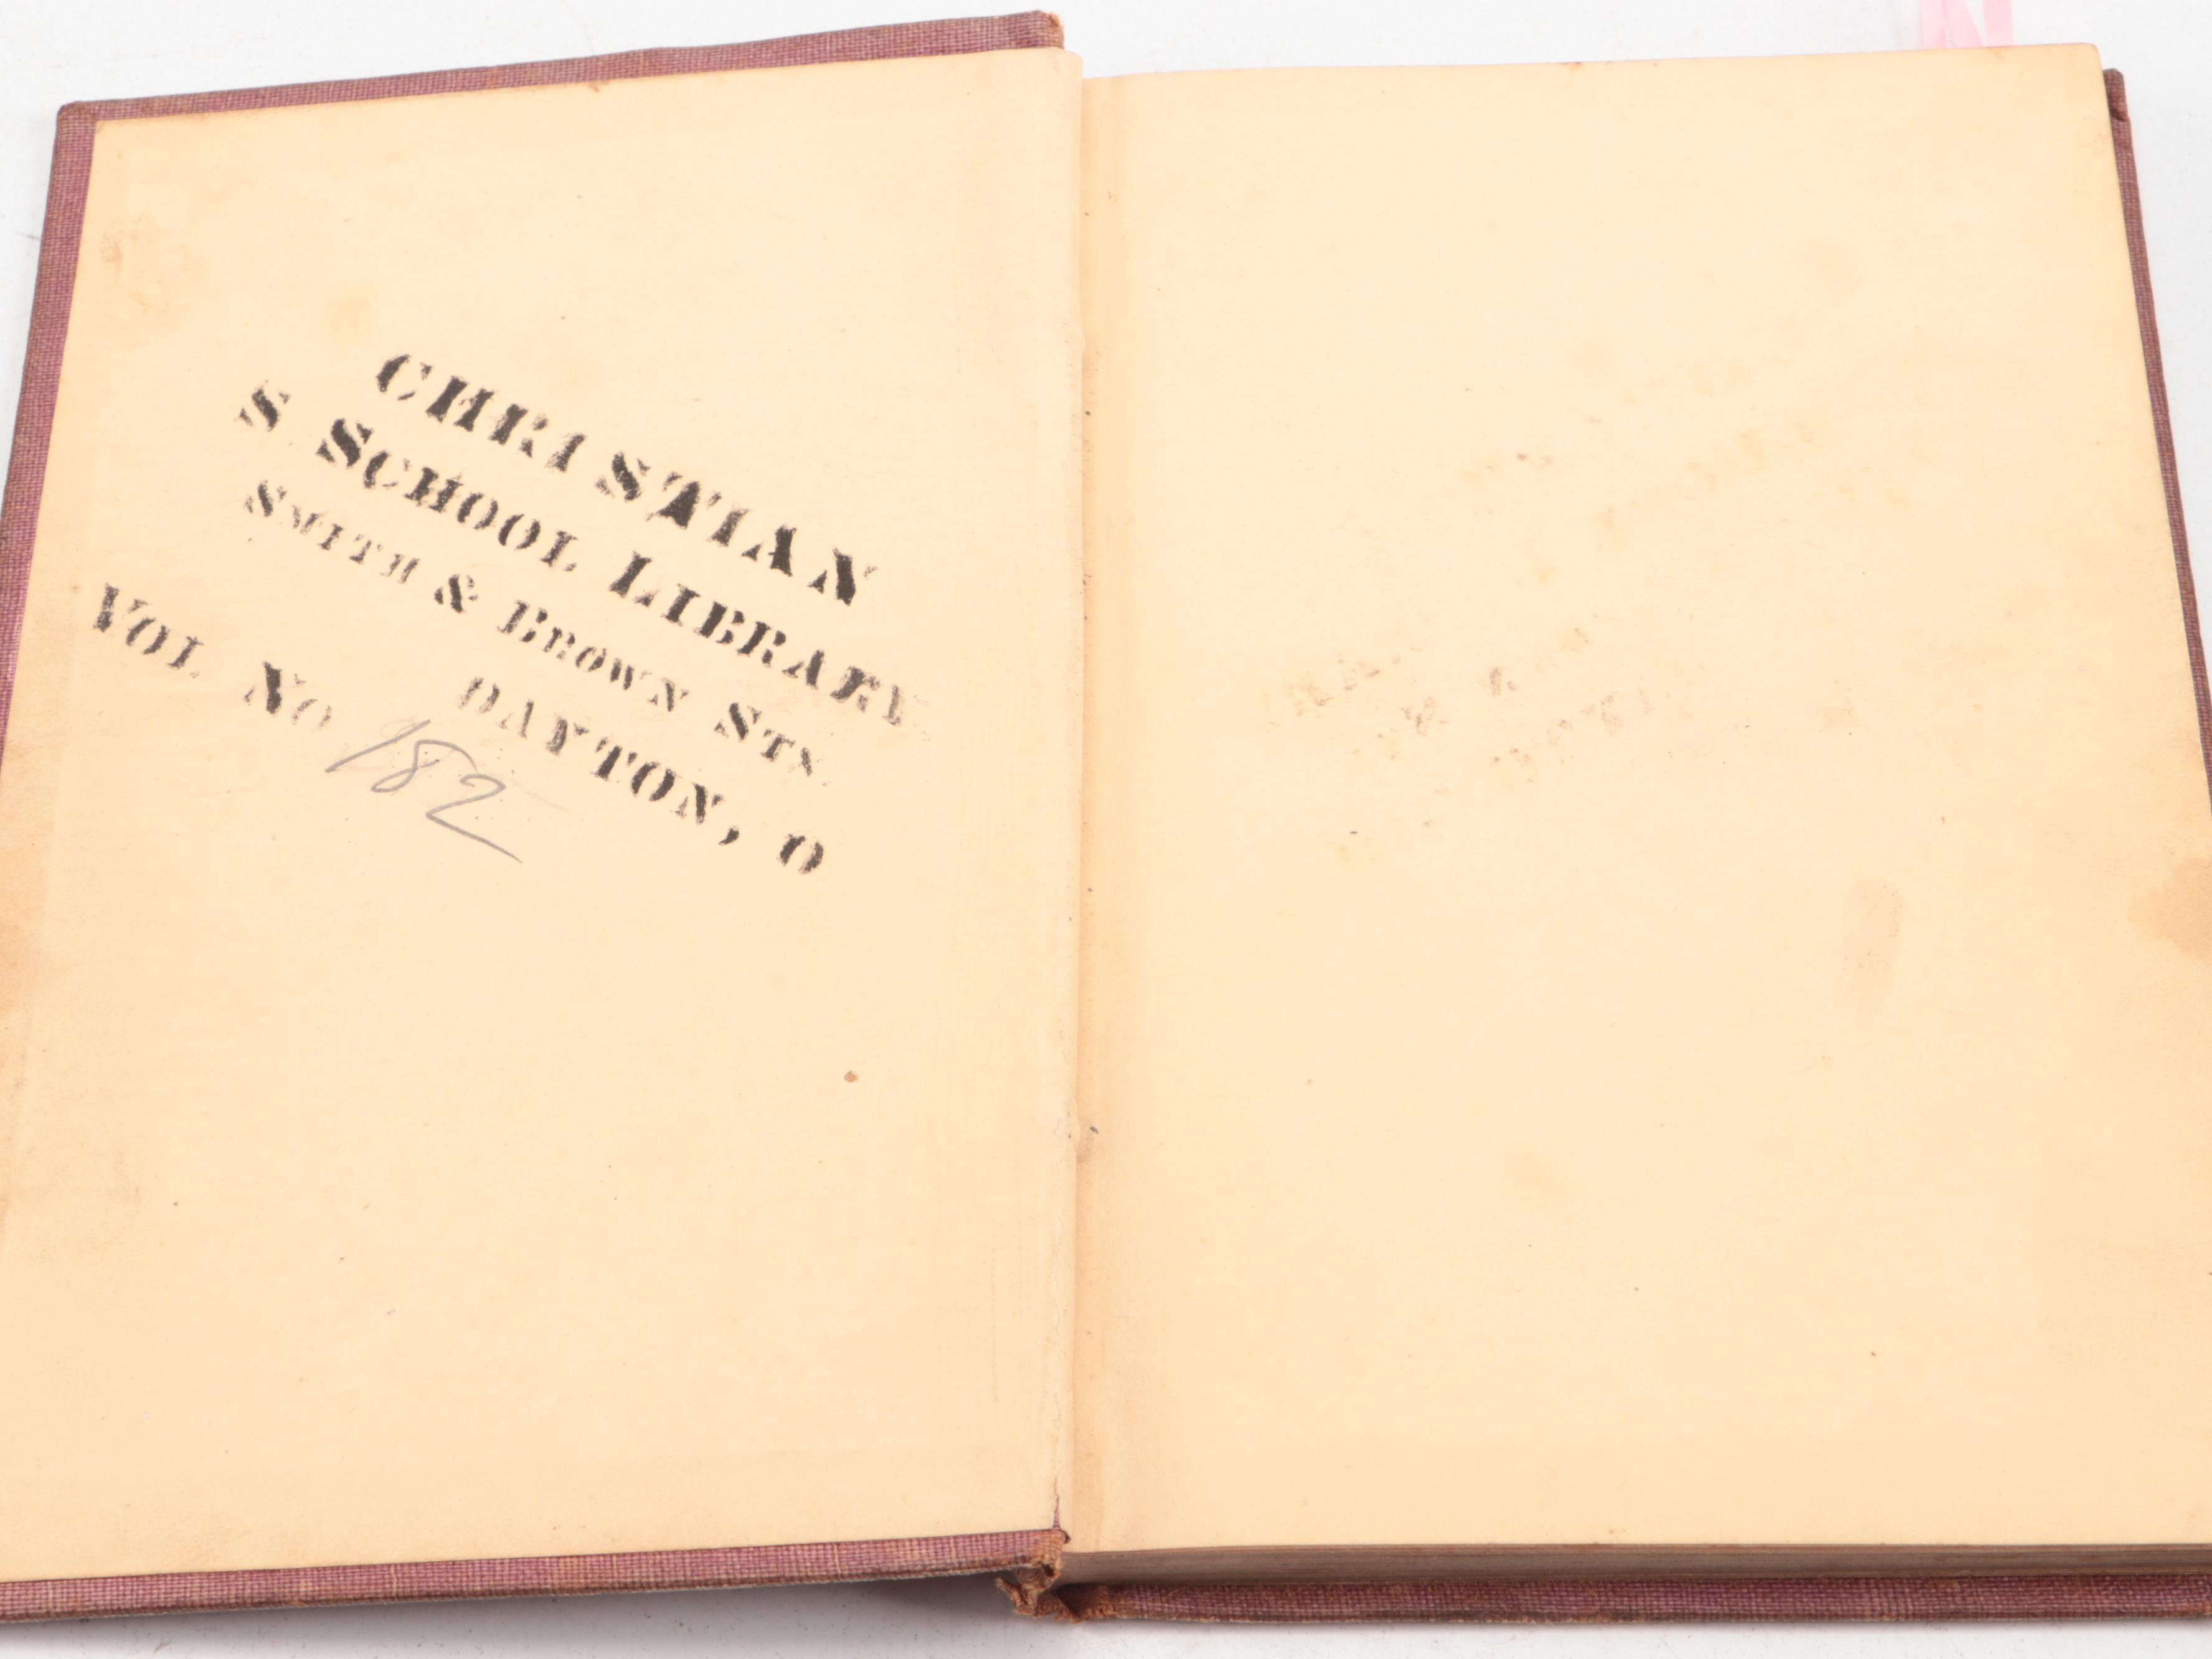 CHRISTIAN
S. SCHOOL LIBRARY.
SMITH & BROWN STS.
DAYTON, O
VOL. NO 182